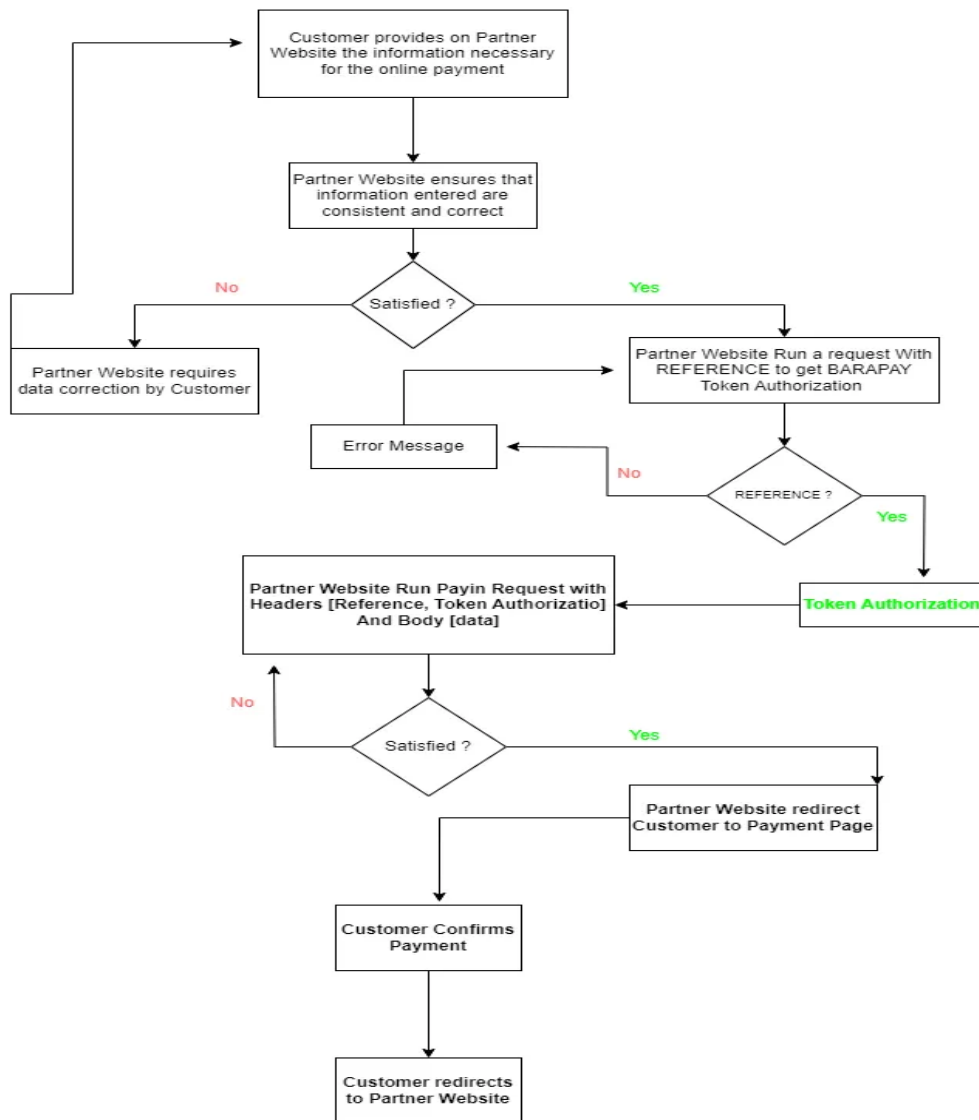 Customer provides on Partner
Website the information necessary
for the online payment
Partner Website ensures that
information entered are
consistent and correct
No
Satisfied ?
Yes
Partner Website requires
data correction by Customer
Partner Website Run a request With
REFERENCE to get BARAPAY
Token Authorization
Error Message
No
REFERENCE ?
Yes
Partner Website Run Payin Request with
Headers [Reference, Token Authorizatio]
And Body [data]
Token Authorization
No
Satisfied ?
Yes
Partner Website redirect
Customer to Payment Page
Customer Confirms
Payment
Customer redirects
to Partner Website